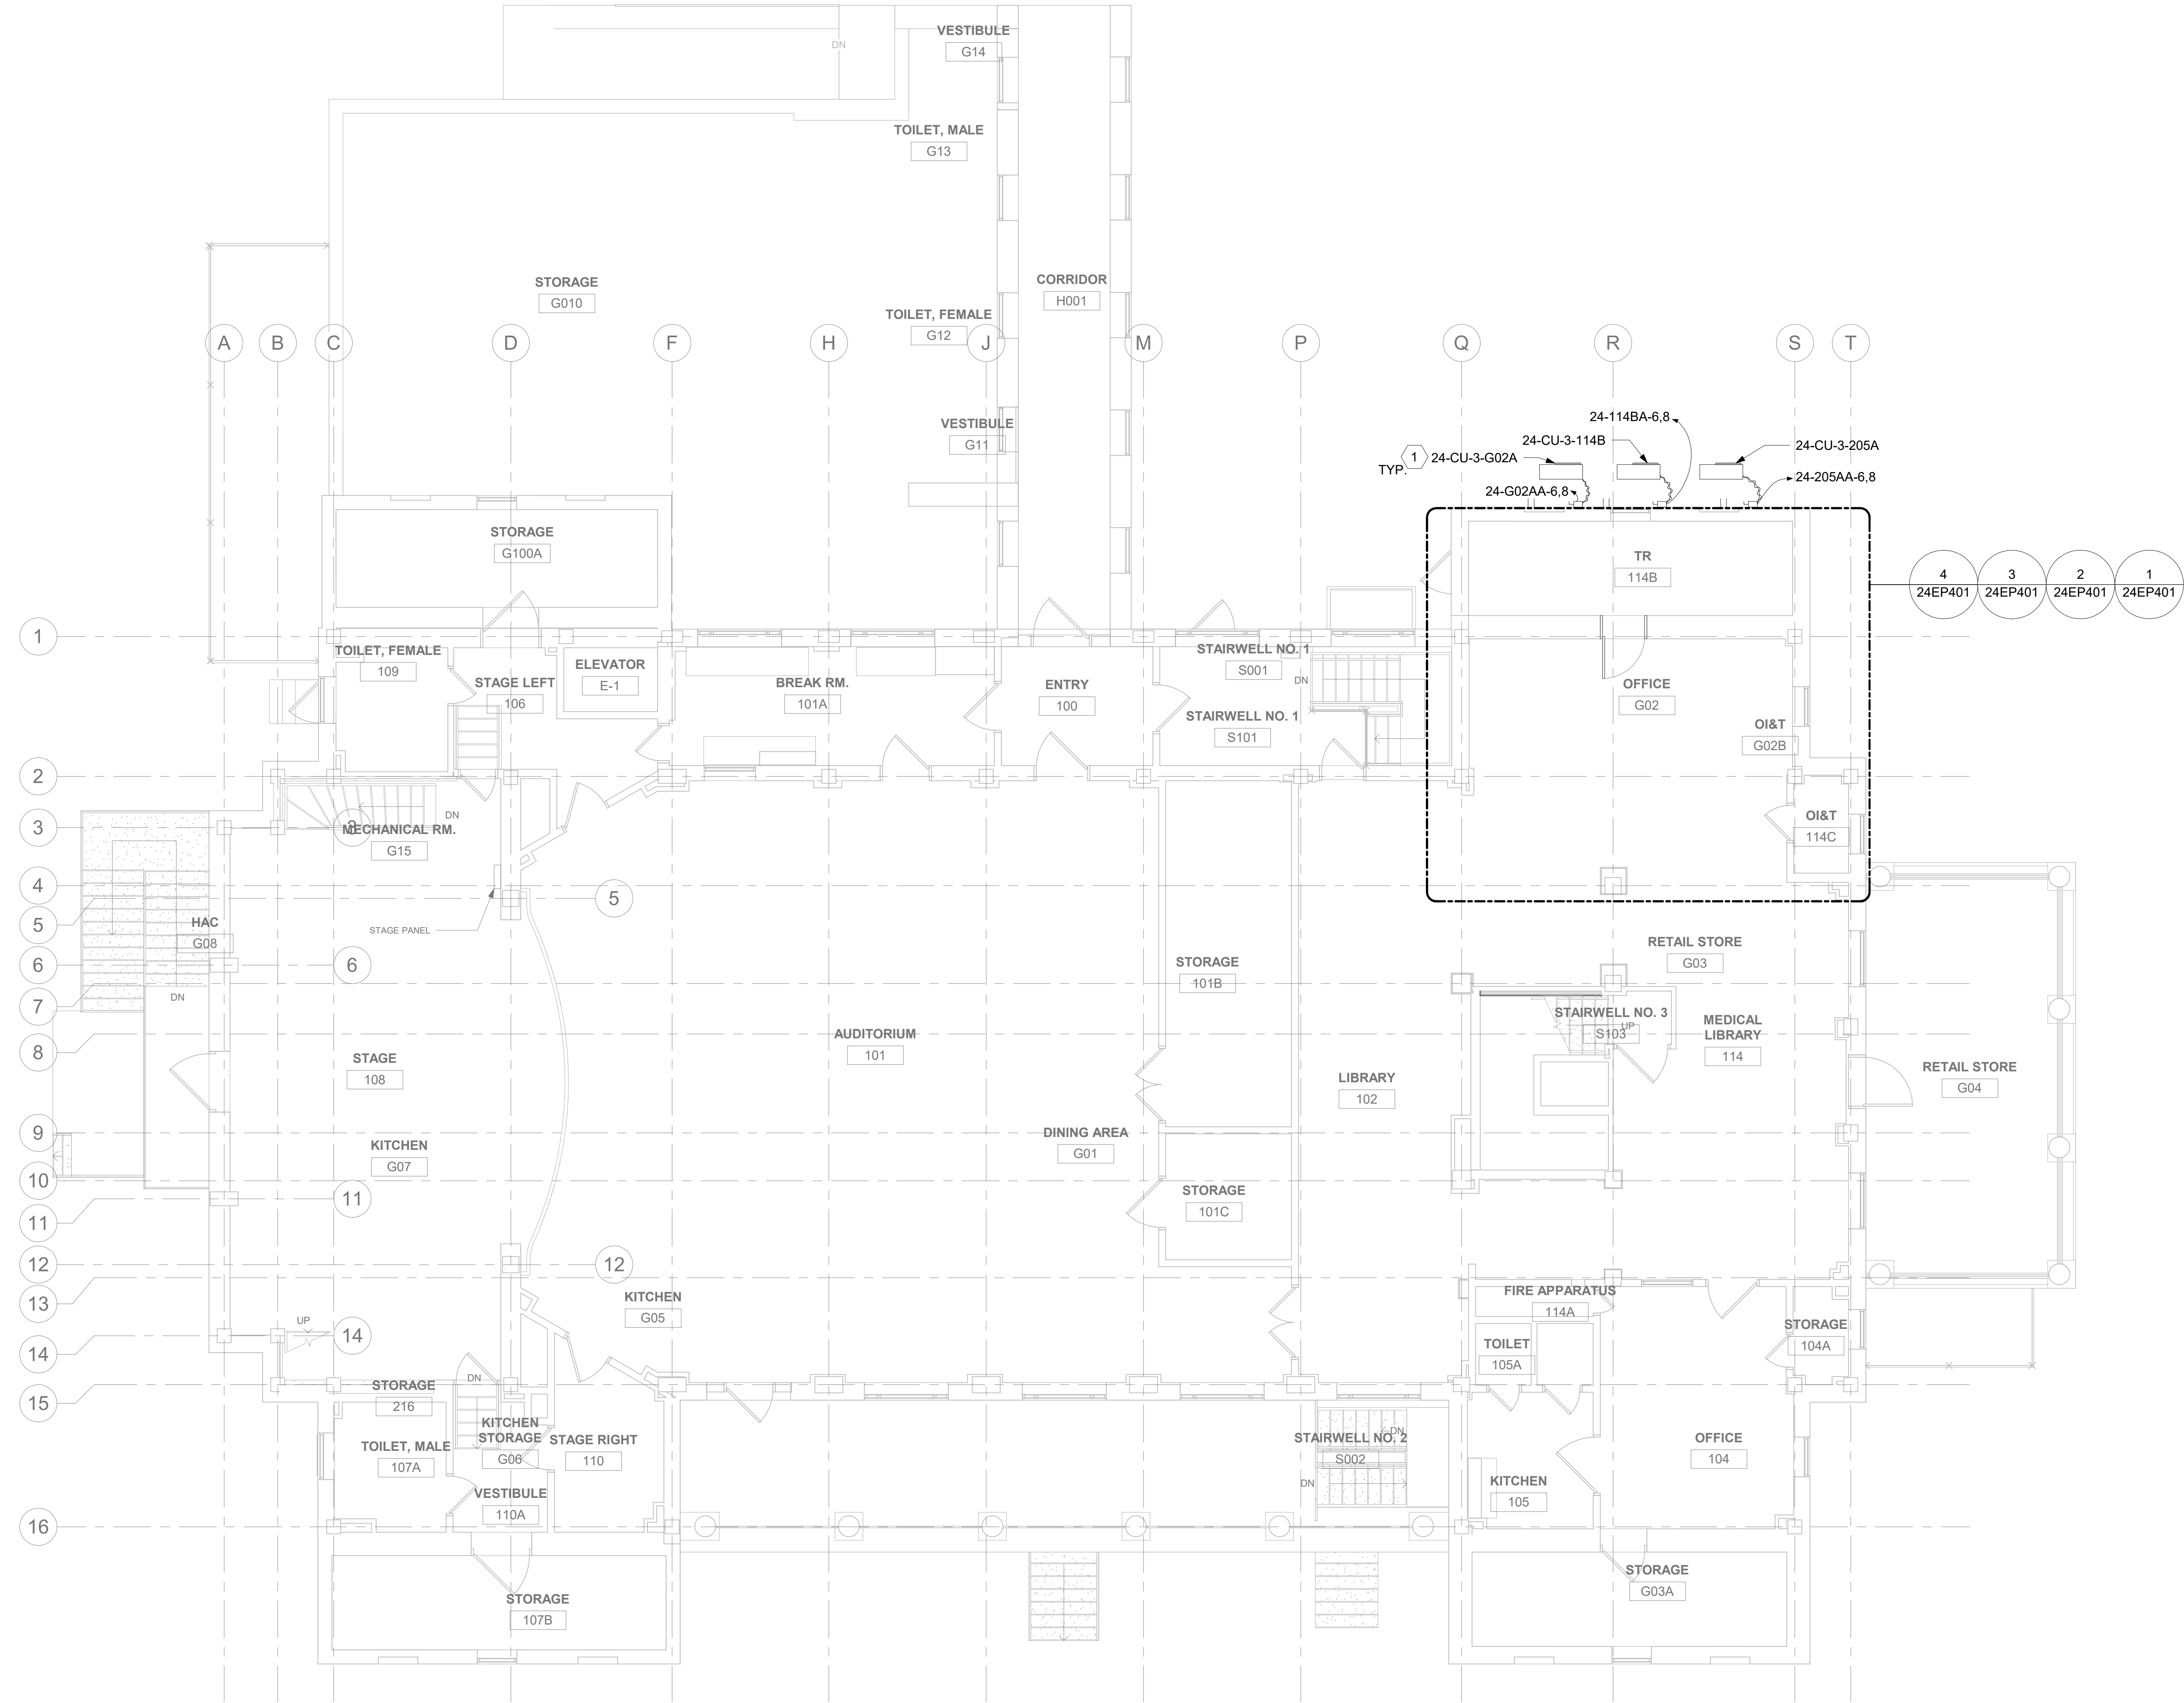 DN
VESTIBULE
G14
TOILET, MALE
G13
STORAGE
G010
CORRIDOR
H001
TOILET, FEMALE
G12
A
B
C
D
F
H
J
M
P
Q
R
S
T
VESTIBULE
G11
24-114BA-6,8
24-CU-3-114B
24-CU-3-205A
1
24-CU-3-G02A
TYP.
24-G02AA-6,8
24-205AA-6,8
STORAGE
G100A
TR
114B
4
24EP401
3
24EP401
2
24EP401
1
24EP401
1
TOILET, FEMALE
109
STAGE LEFT
106
ELEVATOR
E-1
BREAK RM.
101A
ENTRY
100
STAIRWELL NO. 1
S001
DN
STAIRWELL NO. 1
S101
OFFICE
G02
OI&T
G02B
2
3
3
DN
MECHANICAL RM.
G15
OI&T
114C
4
5
5
STAGE PANEL
HAC
G08
6
6
DN
7
RETAIL STORE
G03
STORAGE
101B
STAIRWELL NO. 3
S103
UP
MEDICAL
LIBRARY
114
AUDITORIUM
101
8
STAGE
108
LIBRARY
102
RETAIL STORE
G04
9
KITCHEN
G07
DINING AREA
G01
10
11
11
STORAGE
101C
12
12
13
KITCHEN
G05
FIRE APPARATUS
114A
UP
14
14
STORAGE
104A
TOILET
105A
15
DN
STORAGE
216
KITCHEN
STORAGE
G06
STAGE RIGHT
110
TOILET, MALE
107A
DN
STAIRWELL NO. 2
S002
DN
OFFICE
104
KITCHEN
105
VESTIBULE
110A
16
STORAGE
107B
STORAGE
G03A